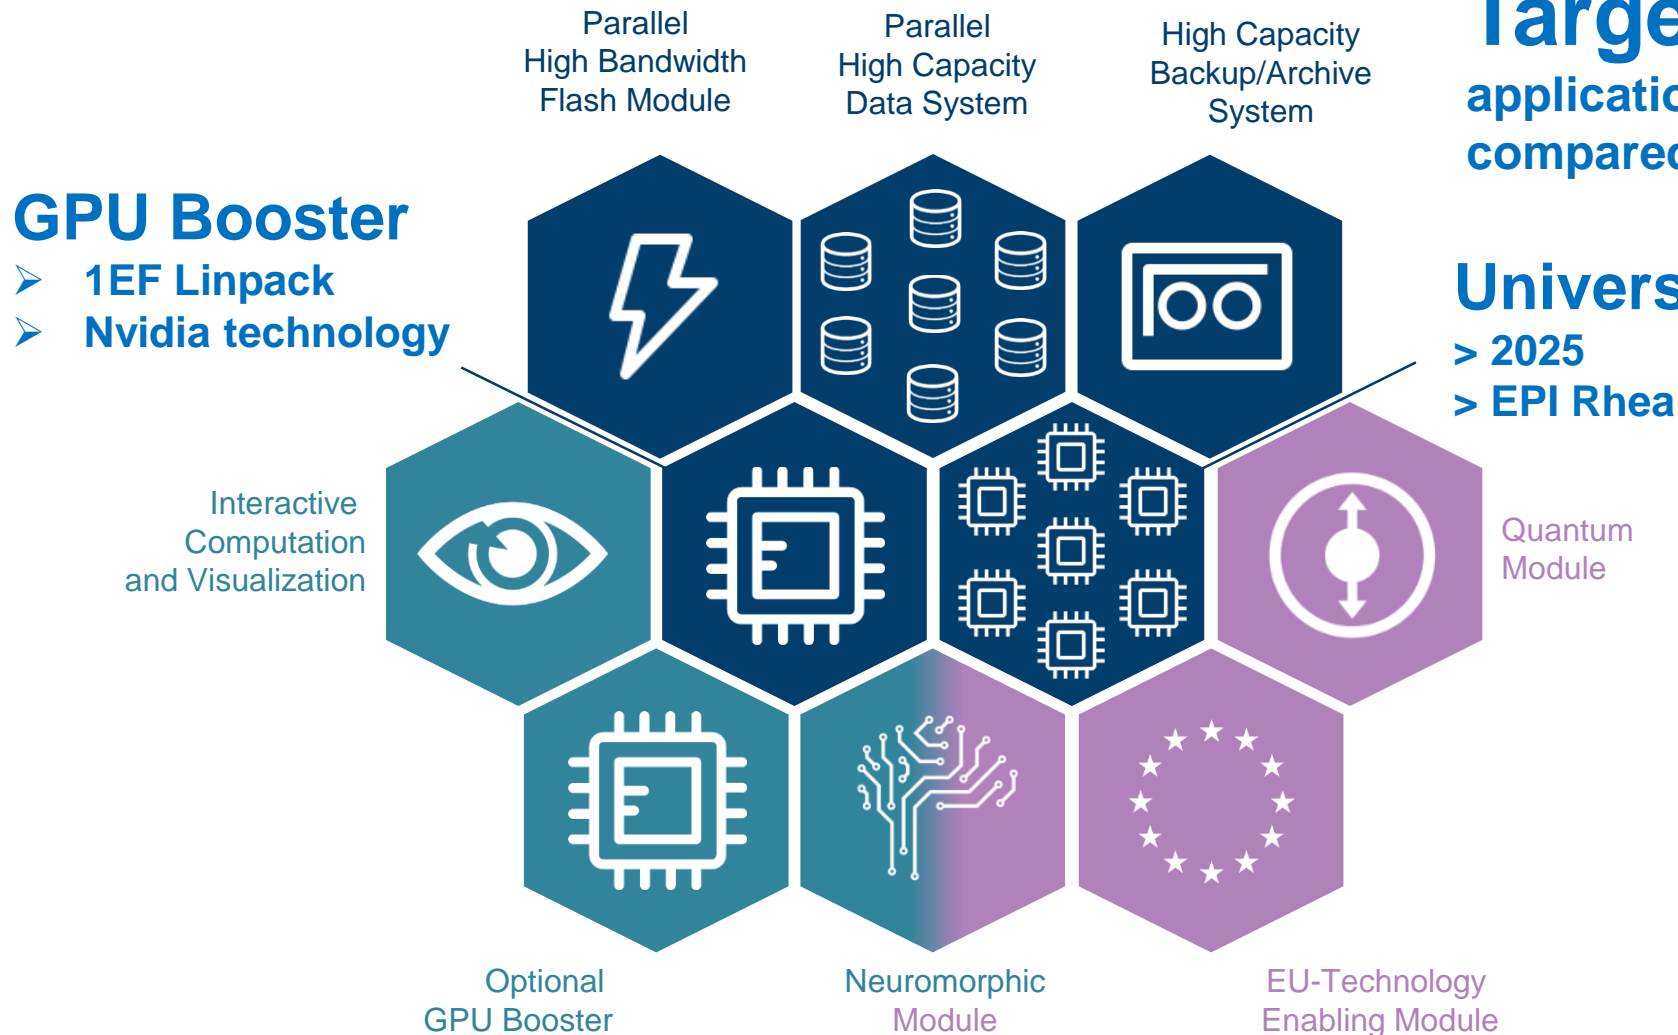 Parallel
High Bandwidth
Flash Module
Parallel
High Capacity
Data System
High Capacity
Backup/Archive
System
GPU Booster
➢ 1EF Linpack
➢ Nvidia technology
> 2025
> EPI Rhea
Interactive
Computation
and Visualization
Quantum
Module
Optional
GPU Booster
Neuromorphic
Module
EU-Technology
Enabling Module